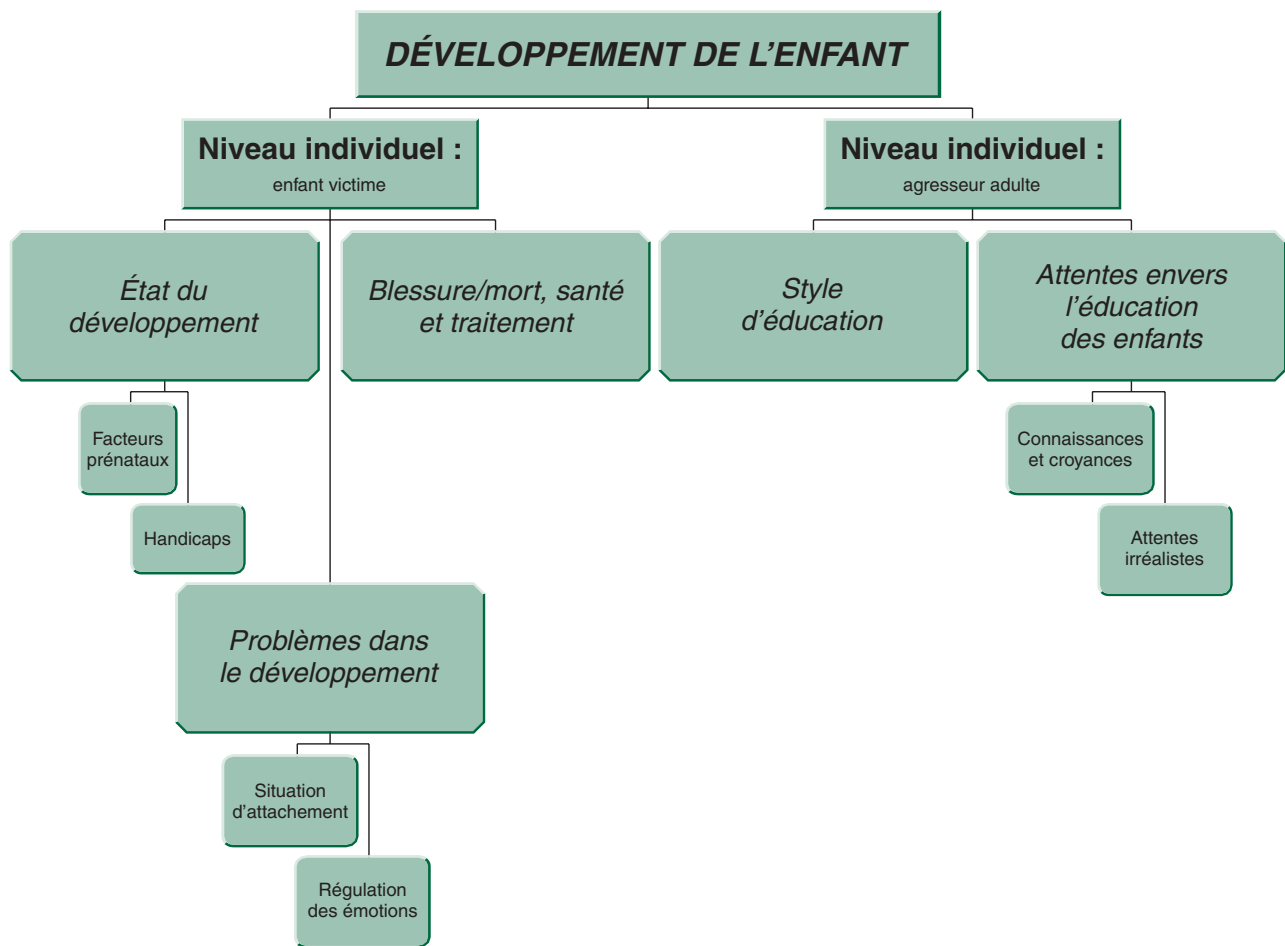 DÉVELOPPEMENT DE L’ENFANT
Niveau individuel :
enfant victime
Niveau individuel :
agresseur adulte
État du
développement
Blessure/mort, santé
et traitement
Style
d’éducation
Attentes envers
l’éducation
des enfants
Facteurs
prénataux
Handicaps
Connaissances
et croyances
Attentes
irréalistes
Problèmes dans
le développement
Situation
d’attachement
Régulation
des émotions